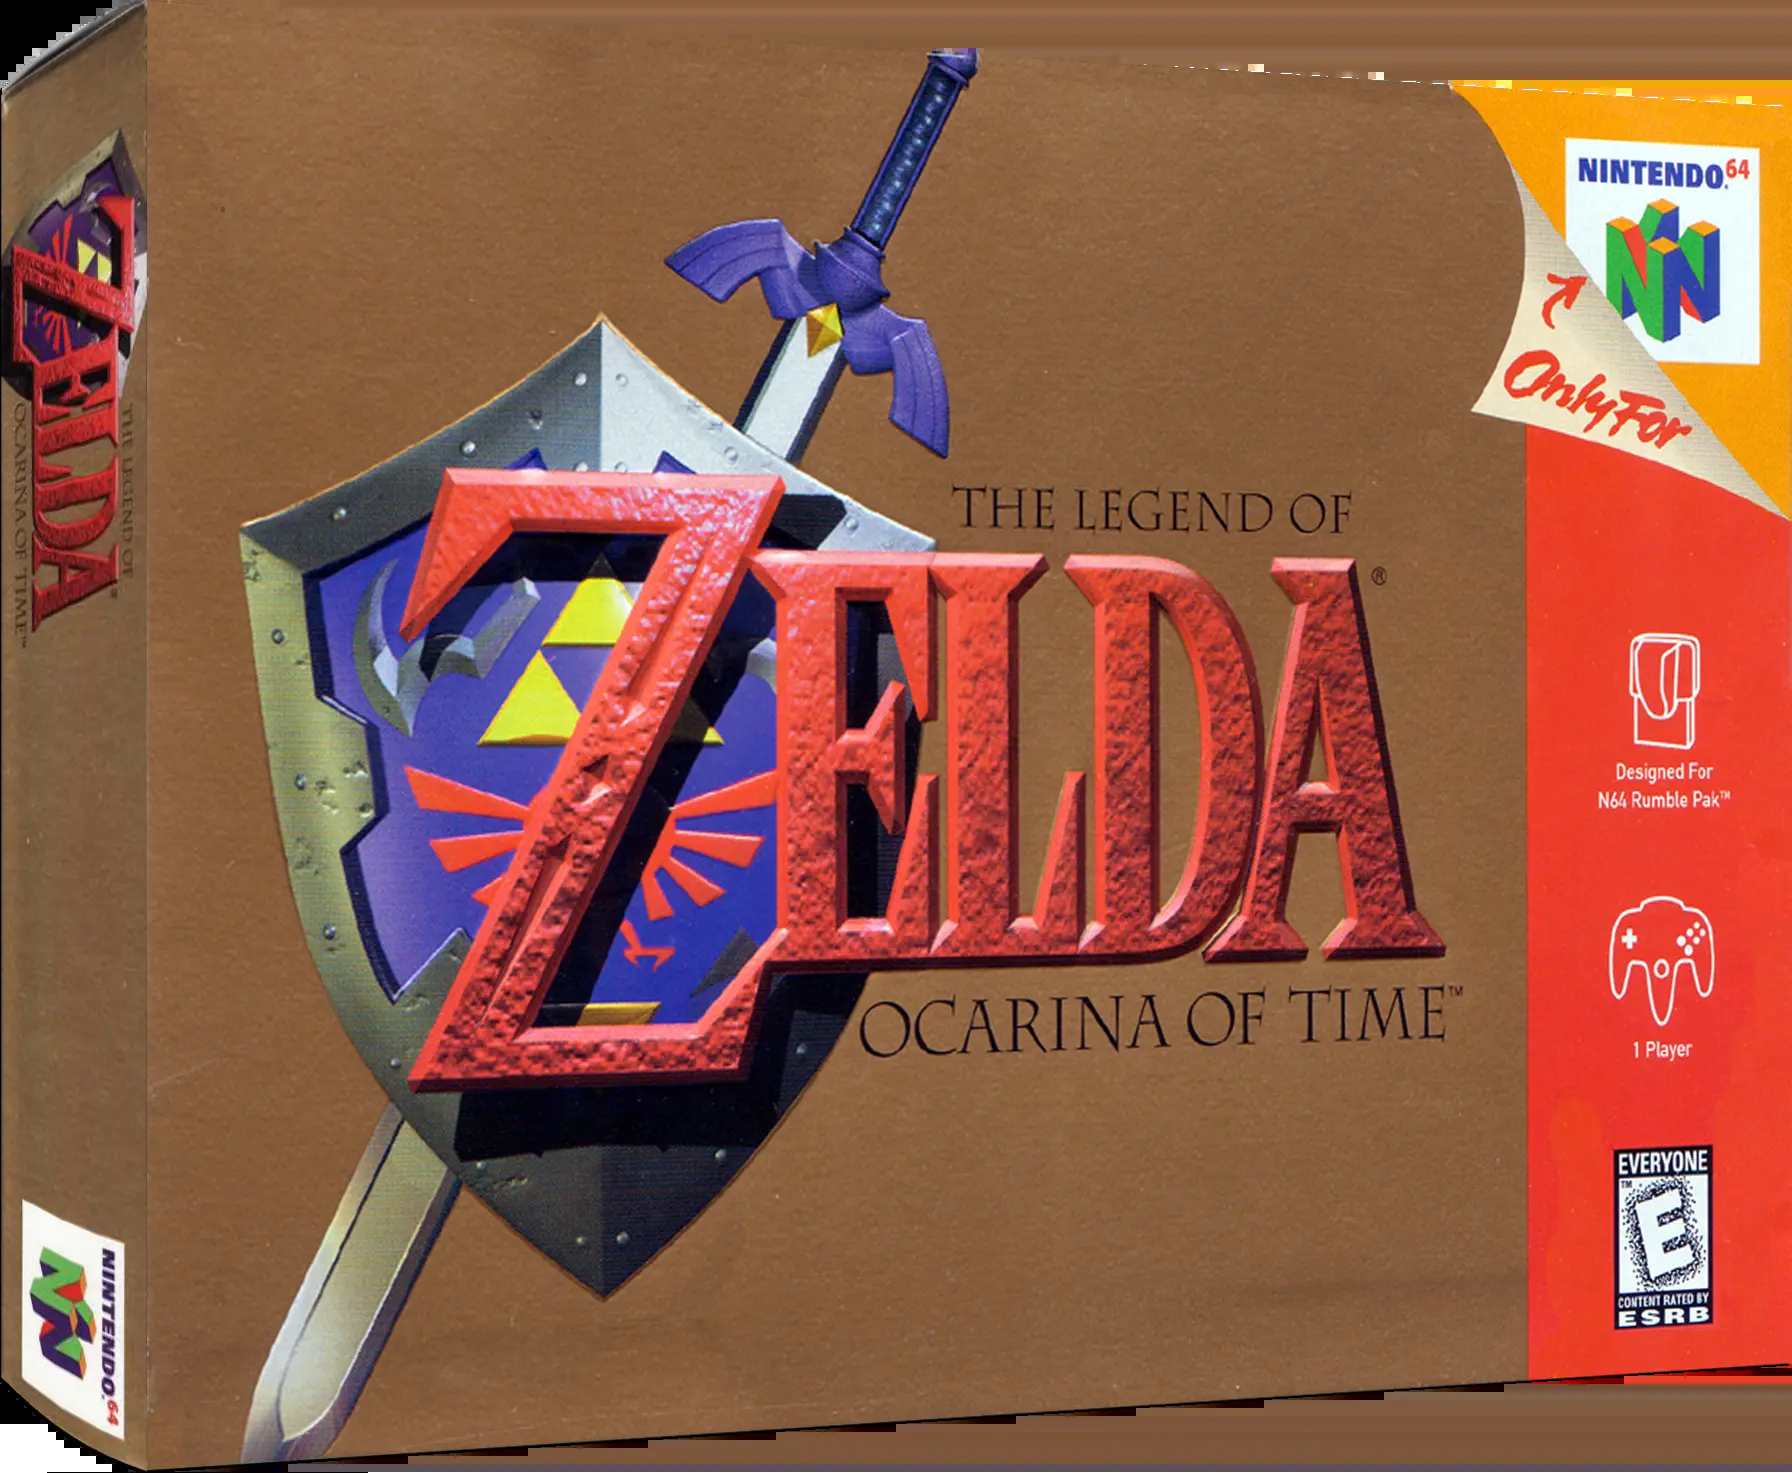 THE LEGEND OF
ZELDA®
OCARINA OF TIME™
NINTENDO64
Only For
Designed For
N64 Rumble Pak™
1 Player
EVERYONE
™
E
CONTENT RATED BY
ESRB
THE LEGEND OF
ZELDA
OCARINA OF TIME™
NINTENDO64